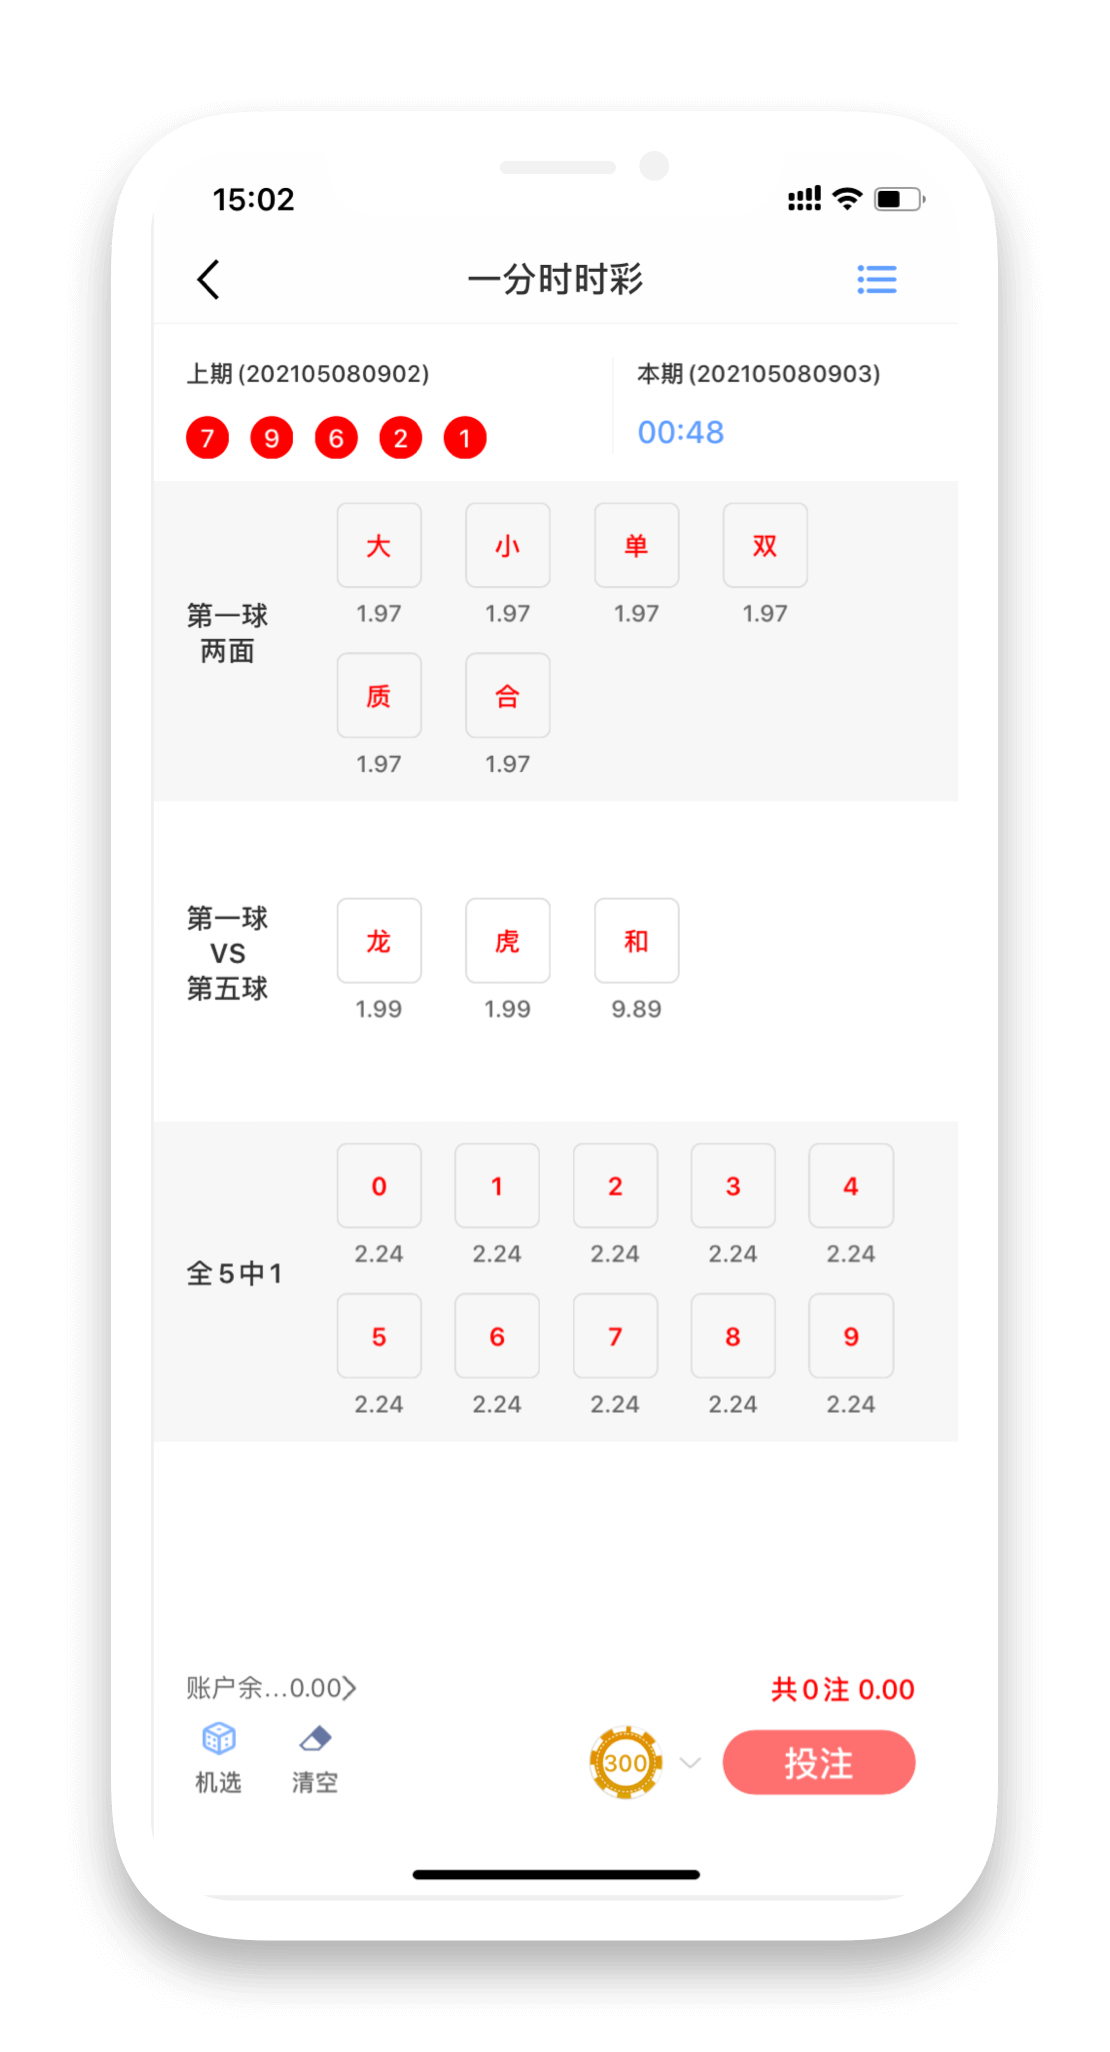 15:02
一分时时彩
上期(202105080902)
本期(202105080903)
7 9 6 2 1
00:48
第一球
两面
大 小 单 双
1.97 1.97 1.97 1.97
质 合
1.97 1.97
第一球
VS
第五球
龙 虎 和
1.99 1.99 9.89
全5中1
0 1 2 3 4
2.24 2.24 2.24 2.24 2.24
5 6 7 8 9
2.24 2.24 2.24 2.24 2.24
账户余...0.00
共0注 0.00
机选 清空
300
投注